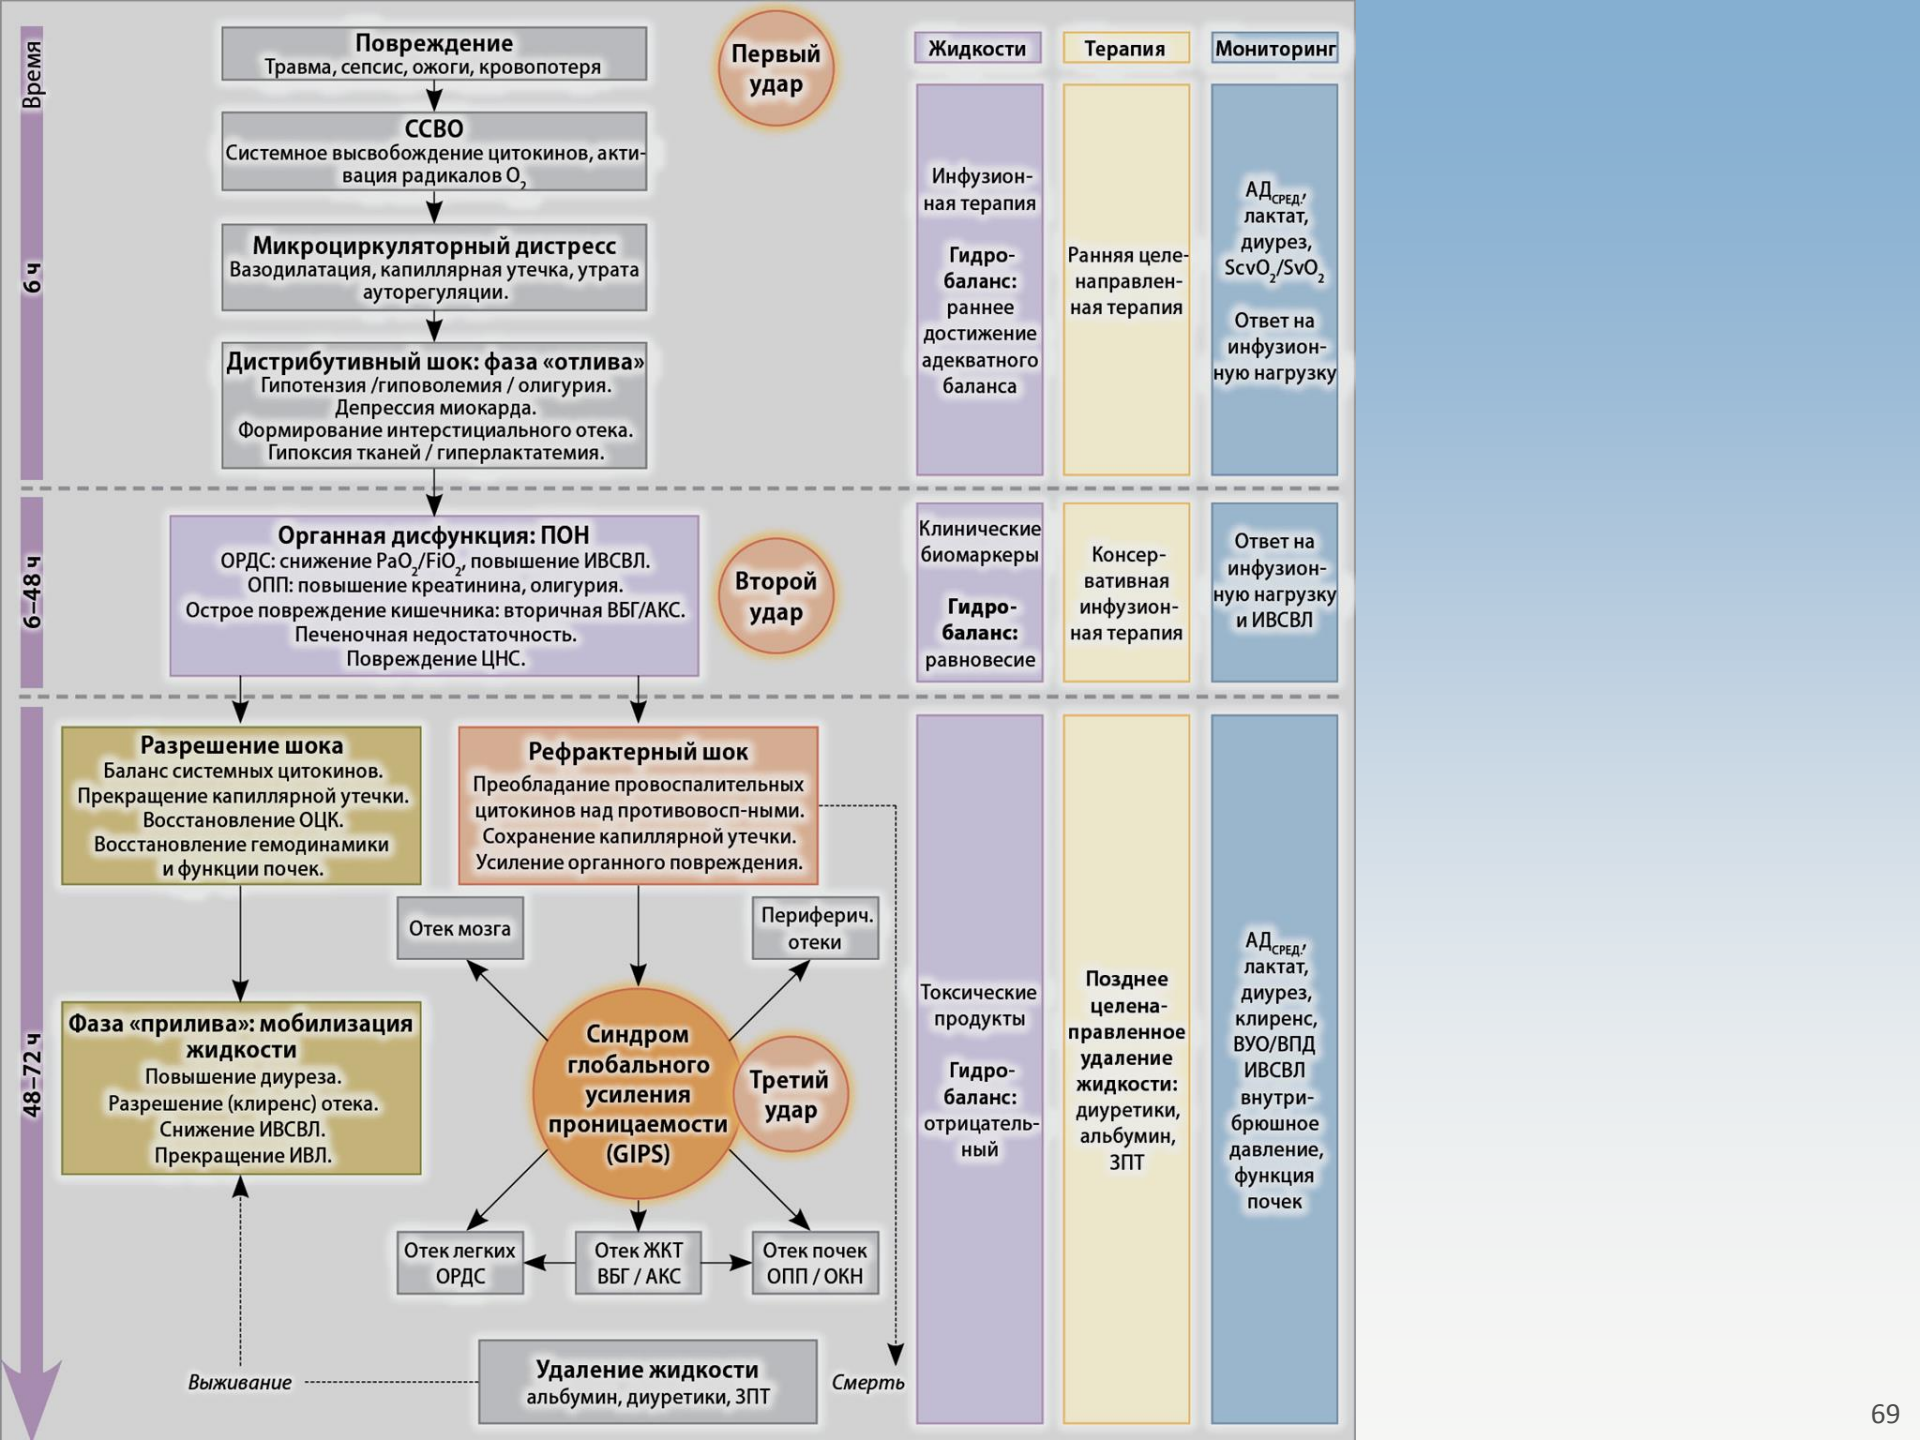 Время
6 ч
6–48 ч
48–72 ч
Повреждение
Травма, сепсис, ожоги, кровопотеря
Первый
удар
ССВО
Системное высвобождение цитокинов, акти-
вация радикалов O2
Микроциркуляторный дистресс
Вазодилатация, капиллярная утечка, утрата
ауторегуляции.
Дистрибутивный шок: фаза «отлива»
Гипотензия /гиповолемия / олигурия.
Депрессия миокарда.
Формирование интерстициального отека.
Гипоксия тканей / гиперлактатемия.
Органная дисфункция: ПОН
ОРДС: снижение PaO2/FiO2, повышение ИВСВЛ.
ОПП: повышение креатинина, олигурия.
Острое повреждение кишечника: вторичная ВБГ/АКС.
Печеночная недостаточность.
Повреждение ЦНС.
Второй
удар
Разрешение шока
Баланс системных цитокинов.
Прекращение капиллярной утечки.
Восстановление ОЦК.
Восстановление гемодинамики
и функции почек.
Рефрактерный шок
Преобладание провоспалительных
цитокинов над противовосп-ными.
Сохранение капиллярной утечки.
Усиление органного повреждения.
Отек мозга
Периферич.
отеки
Фаза «прилива»: мобилизация
жидкости
Повышение диуреза.
Разрешение (клиренс) отека.
Снижение ИВСВЛ.
Прекращение ИВЛ.
Синдром
глобального
усиления
проницаемости
(GIPS)
Третий
удар
Отек легких
ОРДС
Отек ЖКТ
ВБГ / АКС
Отек почек
ОПП / ОКН
Выживание
Удаление жидкости
альбумин, диуретики, ЗПТ
Смерть
Жидкости
Инфузион-
ная терапия
Гидро-
баланс:
раннее
достижение
адекватного
баланса
Клинические
биомаркеры
Гидро-
баланс:
равновесие
Токсические
продукты
Гидро-
баланс:
отрицатель-
ный
Терапия
Ранняя целе-
направлен-
ная терапия
Консер-
вативная
инфузион-
ная терапия
Позднее
целена-
правленное
удаление
жидкости:
диуретики,
альбумин,
ЗПТ
Мониторинг
АДСРЕД.,
лактат,
диурез,
ScvO2/SvO2
Ответ на
инфузион-
ную нагрузку
Ответ на
инфузион-
ную нагрузку
и ИВСВЛ
АДСРЕД.,
лактат,
диурез,
клиренс,
ВУО/ВПД
ИВСВЛ
внутри-
брюшное
давление,
функция
почек
69